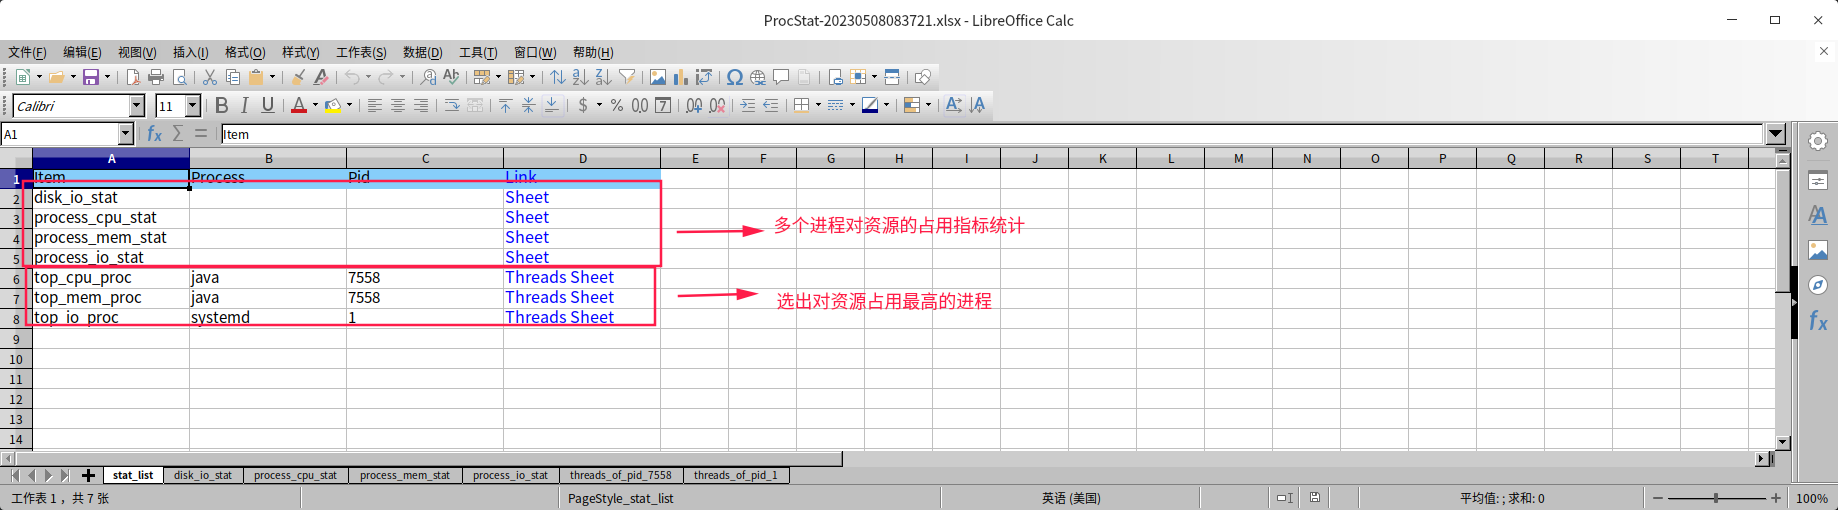 ProcStat-20230508083721.xlsx - LibreOffice Calc
文件(F) 编辑(E) 视图(V) 插入(I) 格式(O) 样式(Y) 工作表(S) 数据(D) 工具(T) 窗口(W) 帮助(H)
Calibri 11
A1 Item
A B C D E F G H I J K L M N O P Q R S T
1 Item Process Pid Link
2 disk_io_stat Sheet
3 process_cpu_stat Sheet
多个进程对资源的占用指标统计
4 process_mem_stat Sheet
5 process_io_stat Sheet
6 top_cpu_proc java 7558 Threads Sheet
7 top_mem_proc java 7558 Threads Sheet
选出对资源占用最高的进程
8 top_io_proc systemd 1 Threads Sheet
9
10
11
12
13
14
stat_list disk_io_stat process_cpu_stat process_mem_stat process_io_stat threads_of_pid_7558 threads_of_pid_1
工作表 1 ，共 7 张 PageStyle_stat_list 英语 (美国) 平均值: ; 求和: 0 100%